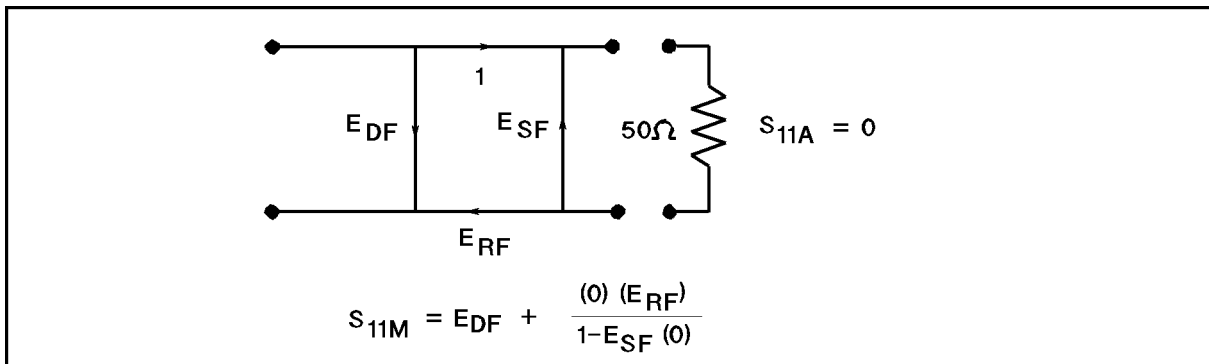 1
E_DF
E_SF
50Ω
S_11A = 0
E_RF
S_11M = E_DF + (0) (E_RF) / 1-E_SF (0)